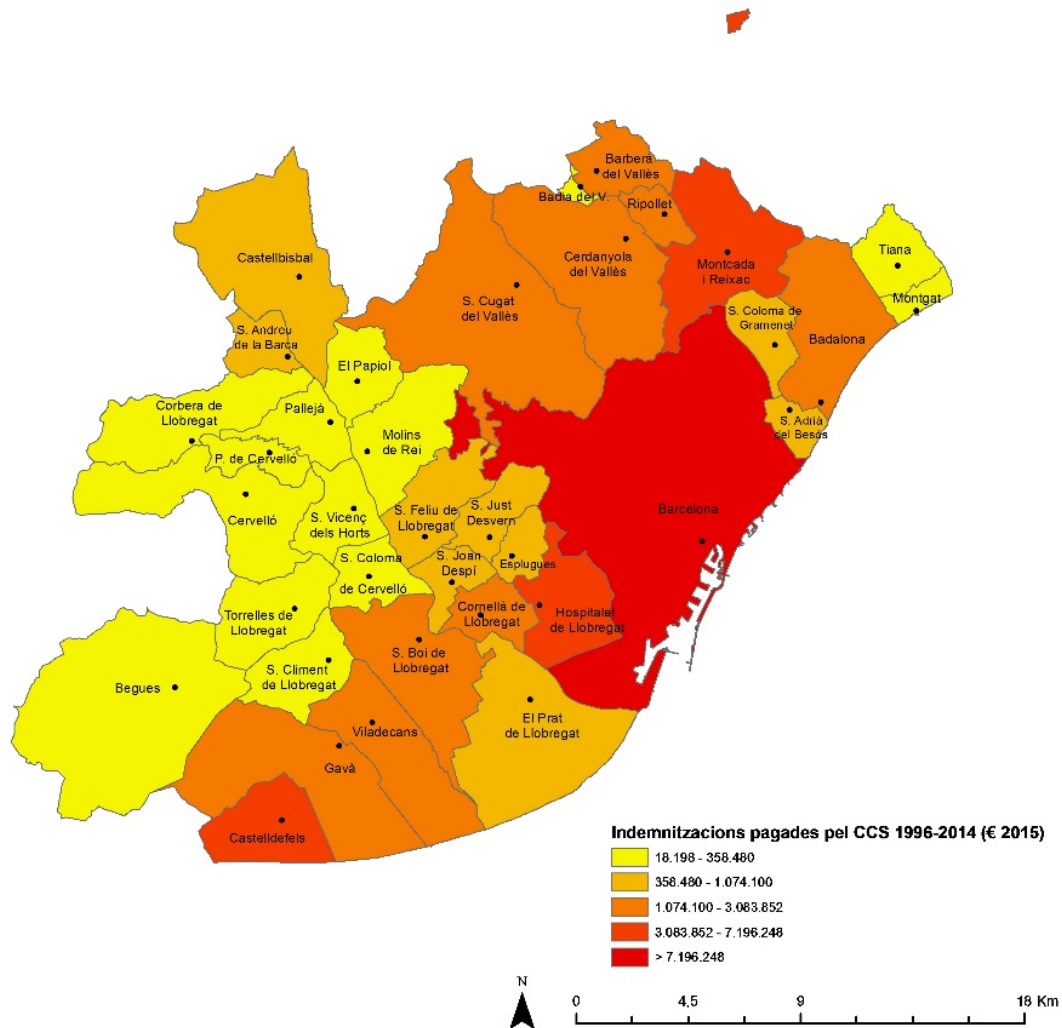 Barberà
del Vallès
Badia del V.
Ripollet
Tiana
Castellbisbal
Cerdanyola
del Vallès
Montcada
i Reixac
Montgat
S. Cugat
del Vallès
S. Coloma de
Gramenet
S. Andreu
de la Barca
Badalona
El Papiol
Corbera de
Llobregat
Pallejà
Molins
de Rei
S. Adrià
del Besòs
P. de Cervelló
Cervelló
S. Vicenç
dels Horts
S. Feliu de
Llobregat
S. Just
Desvern
Barcelona
S. Coloma
de Cervelló
S. Joan
Despí
Esplugues
Torrelles de
Llobregat
Cornellà de
Llobregat
Hospitalet
de Llobregat
S. Boi de
Llobregat
S. Climent
de Llobregat
Begues
El Prat
de Llobregat
Viladecans
Gavà
Castelldefels
Indemnitzacions pagades pel CCS 1996-2014 (€ 2015)
18.198 - 358.480
358.480 - 1.074.100
1.074.100 - 3.083.852
3.083.852 - 7.196.248
> 7.196.248
N
0 4,5 9 18 Km